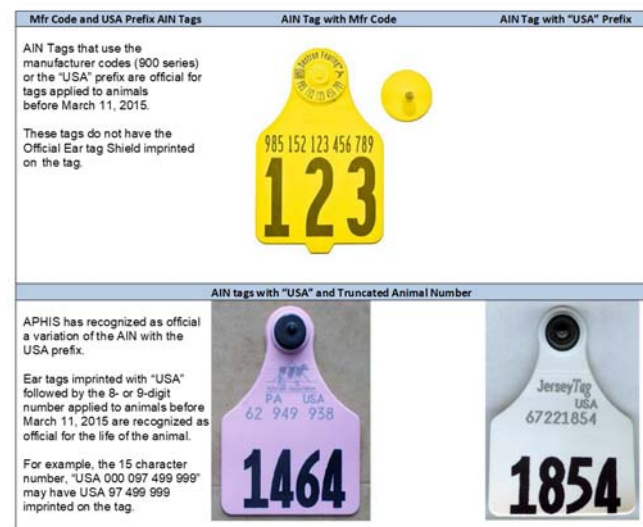 Mfr Code and USA Prefix AIN Tags
AIN Tag with Mfr Code
AIN Tag with “USA” Prefix
AIN Tags that use the
manufacturer codes (900 series)
or the “USA” prefix are official for
tags applied to animals
before March 11, 2015.
These tags do not have the
Official Ear tag Shield imprinted
on the tag.
985 152 123 456 789
123
AIN tags with “USA” and Truncated Animal Number
APHIS has recognized as official
a variation of the AIN with the
USA prefix.
Ear tags imprinted with “USA”
followed by the 8- or 9-digit
number applied to animals before
March 11, 2015 are recognized as
official for the life of the animal.
For example, the 15 character
number, “USA 000 097 499 999”
may have USA 97 499 999
imprinted on the tag.
PA USA
62 949 938
1464
JerseyTag
USA
67221854
1854